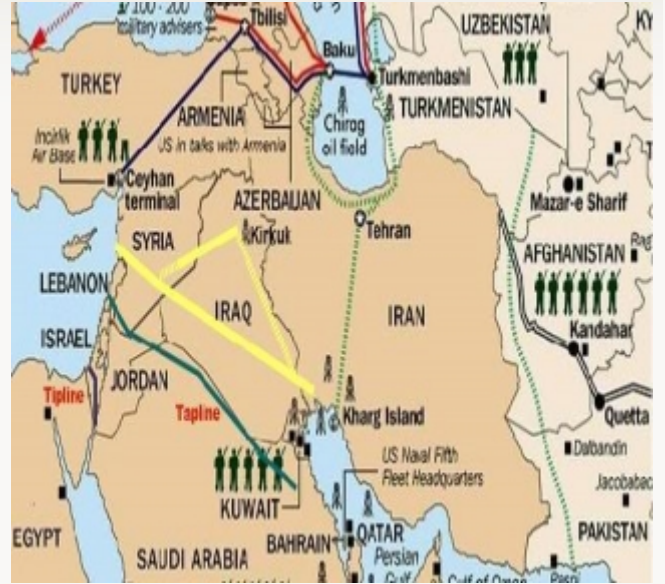 100 - 200
military advisers
Tbilisi
UZBEKISTAN
KY
Baku
Turkmenbashi
TURKEY
TURKMENISTAN
ARMENIA
US in talks with Armenia
Chirag
oil field
Incirlik
Air Base
Ceyhan
terminal
AZERBAIJAN
Mazar-e Sharif
Tehran
SYRIA
Kirkuk
AFGHANISTAN
LEBANON
IRAQ
IRAN
ISRAEL
Kandahar
JORDAN
Tipline
Tapline
Kharg Island
Quetta
US Naval Fifth
Fleet Headquarters
Dalbandin
Jacobabad
KUWAIT
EGYPT
BAHRAIN
QATAR
PAKISTAN
SAUDI ARABIA
Persian
Gulf
Gulf of Oman